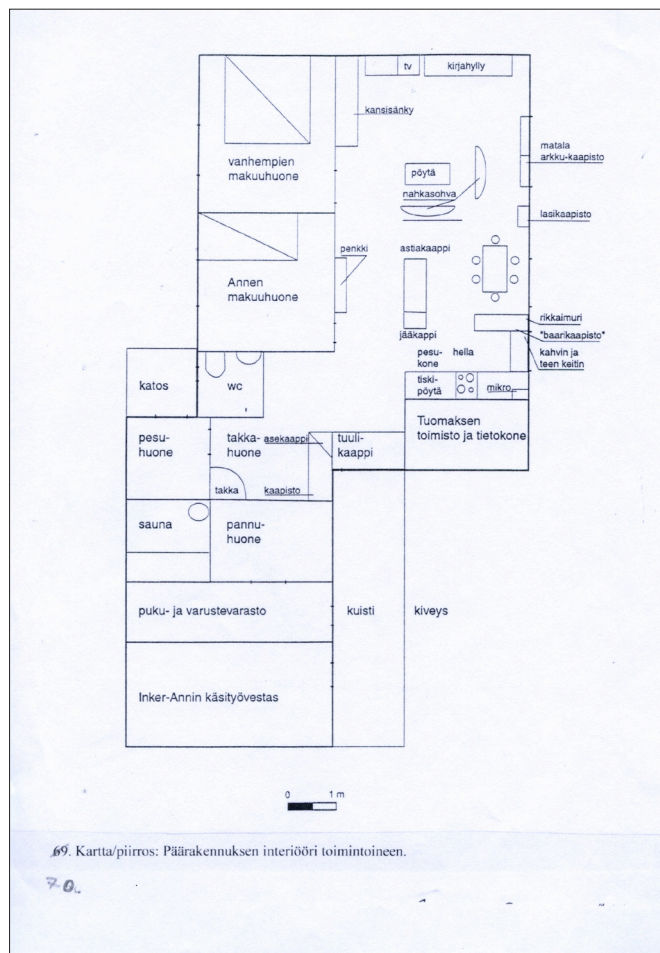 tv
kirjahylly
kansisänky
vanhempien
makuuhuone
matala
arkku-kaapisto
pöytä
nahkasohva
lasikaapisto
penkki
astiakaappi
Annen
makuuhuone
jääkappi
rikkaimuri
"baarikaapisto"
kahvin ja
teen keitin
pesu-
kone
hella
tiski-
pöytä
mikro
katos
wc
Tuomaksen
toimisto ja tietokone
pesu-
huone
takka-
huone
asekaappi
tuuli-
kaappi
takka
kaapisto
sauna
pannu-
huone
puku- ja varustevarasto
kuisti
kiveys
Inker-Annin käsityövestas
0 1 m
69. Kartta/piirros: Päärakennuksen interiööri toimintoineen.
70.